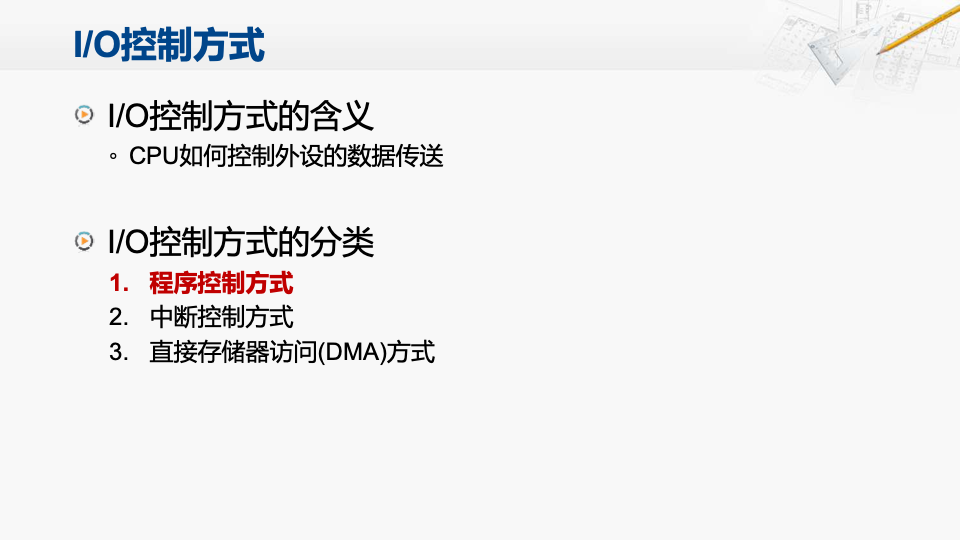 I/O控制方式
I/O控制方式的含义
CPU如何控制外设的数据传送
I/O控制方式的分类
1. 程序控制方式
2. 中断控制方式
3. 直接存储器访问(DMA)方式